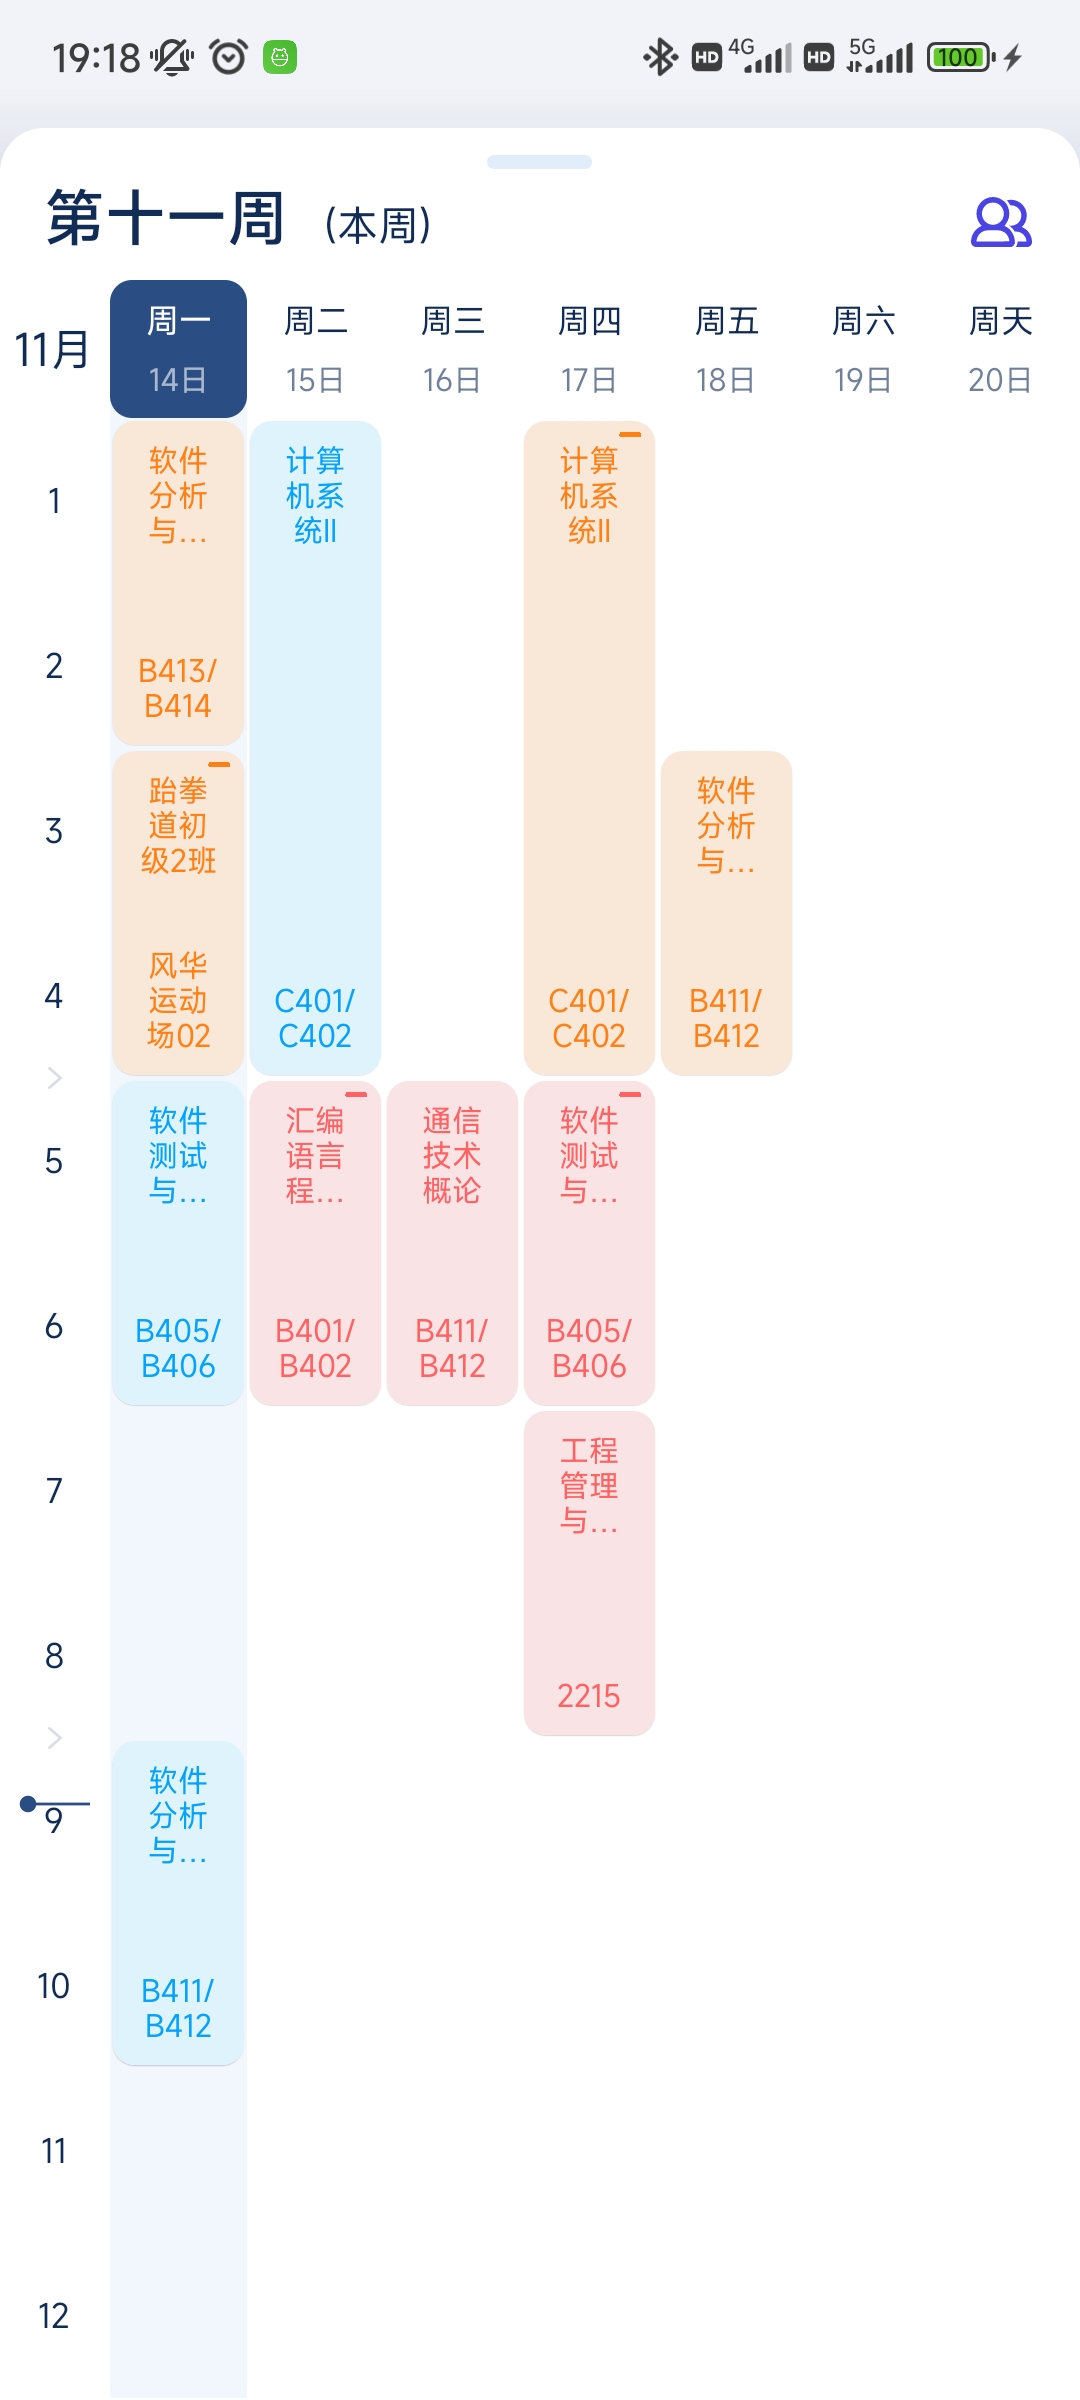 19:18 4G 5G 100
第十一周 (本周)
11月
周一 周二 周三 周四 周五 周六 周天
14日 15日 16日 17日 18日 19日 20日
1
2
3
4
5
6
7
8
9
10
11
12
软件
分析
与...
B413/
B414
跆拳
道初
级2班
风华
运动
场02
软件
测试
与...
B405/
B406
软件
分析
与...
B411/
B412
计算
机系
统II
C401/
C402
汇编
语言
程...
B401/
B402
通信
技术
概论
B411/
B412
计算
机系
统II
C401/
C402
软件
测试
与...
B405/
B406
工程
管理
与...
2215
软件
分析
与...
B411/
B412